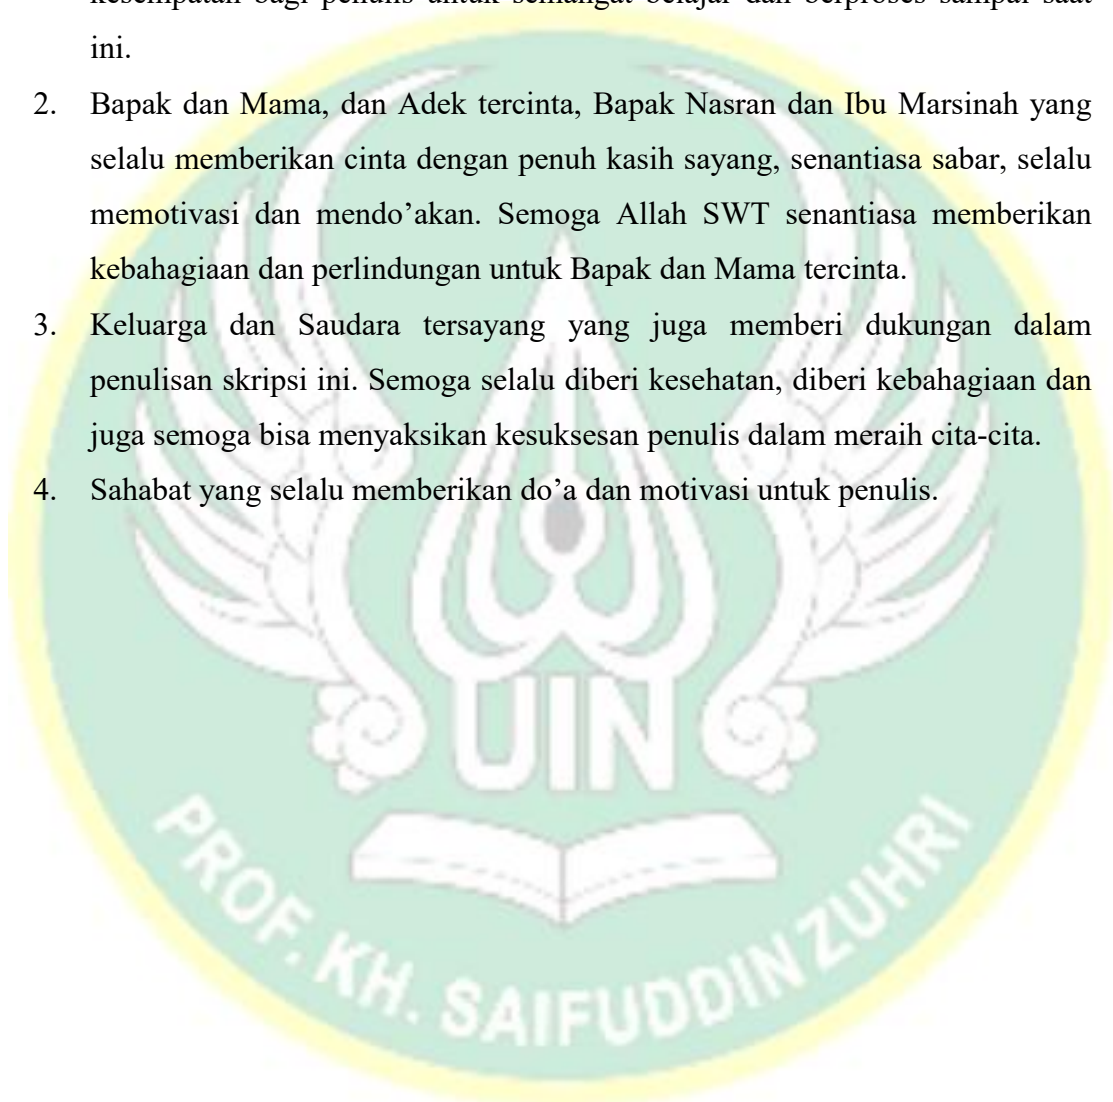 kesempatan bagi penulis untuk semangat belajar dan berproses sampai saat
ini.
2. Bapak dan Mama, dan Adek tercinta, Bapak Nasran dan Ibu Marsinah yang
selalu memberikan cinta dengan penuh kasih sayang, senantiasa sabar, selalu
memotivasi dan mendo’akan. Semoga Allah SWT senantiasa memberikan
kebahagiaan dan perlindungan untuk Bapak dan Mama tercinta.
3. Keluarga dan Saudara tersayang yang juga memberi dukungan dalam
penulisan skripsi ini. Semoga selalu diberi kesehatan, diberi kebahagiaan dan
juga semoga bisa menyaksikan kesuksesan penulis dalam meraih cita-cita.
4. Sahabat yang selalu memberikan do’a dan motivasi untuk penulis.
UIN
PROF. KH. SAIFUDDIN ZUHRI